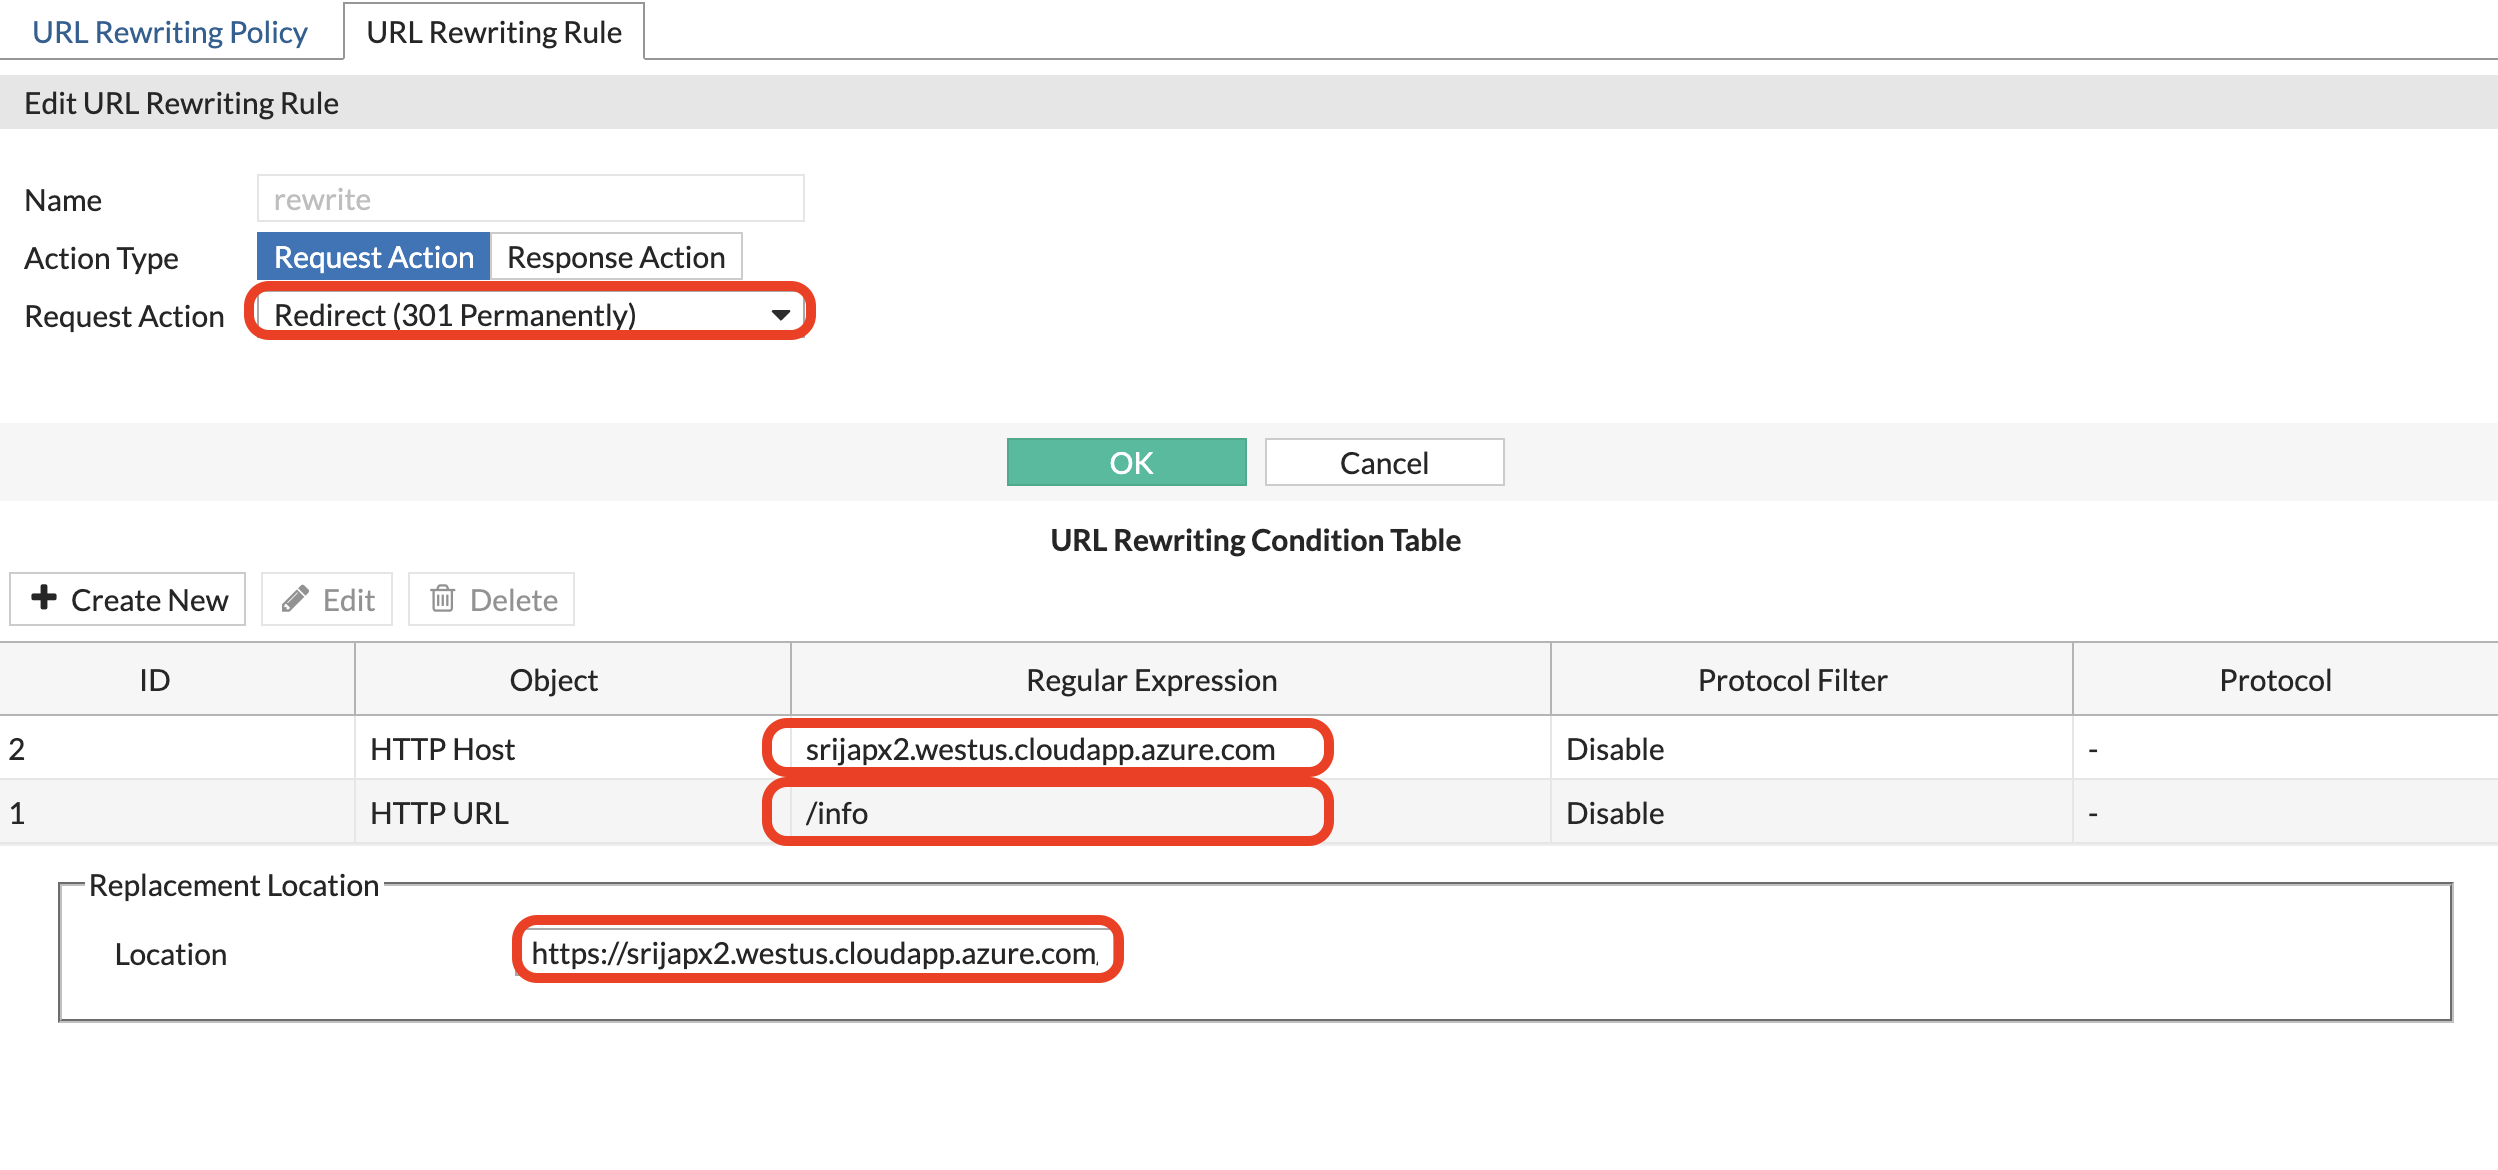 URL Rewriting Policy URL Rewriting Rule
Edit URL Rewriting Rule
Name rewrite
Action Type Request Action Response Action
Request Action Redirect (301 Permanently)
OK Cancel
URL Rewriting Condition Table
Create New Edit Delete
ID Object Regular Expression Protocol Filter Protocol
2 HTTP Host srijapx2.westus.cloudapp.azure.com Disable -
1 HTTP URL /info Disable -
Replacement Location
Location https://srijapx2.westus.cloudapp.azure.com